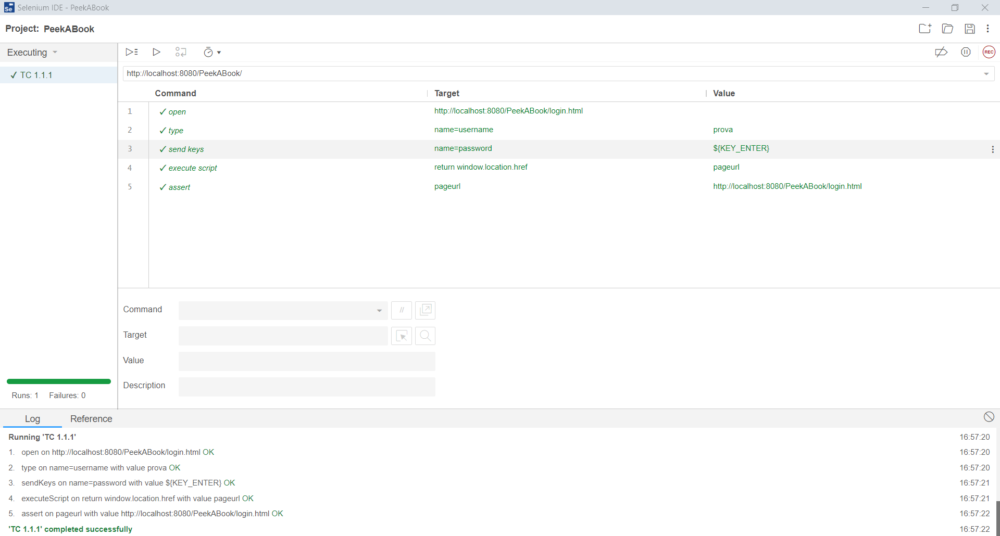 Se Selenium IDE - PeekABook
Project: PeekABook
Executing
REC
✓ TC 1.1.1
http://localhost:8080/PeekABook/
Command Target Value
1 ✓ open http://localhost:8080/PeekABook/login.html
2 ✓ type name=username prova
3 ✓ send keys name=password ${KEY_ENTER}
4 ✓ execute script return window.location.href pageurl
5 ✓ assert pageurl http://localhost:8080/PeekABook/login.html
Command //
Target
Value
Description
Runs: 1 Failures: 0
Log Reference
Running 'TC 1.1.1' 16:57:20
1. open on http://localhost:8080/PeekABook/login.html OK 16:57:20
2. type on name=username with value prova OK 16:57:20
3. sendKeys on name=password with value ${KEY_ENTER} OK 16:57:21
4. executeScript on return window.location.href with value pageurl OK 16:57:21
5. assert on pageurl with value http://localhost:8080/PeekABook/login.html OK 16:57:22
'TC 1.1.1' completed successfully 16:57:22